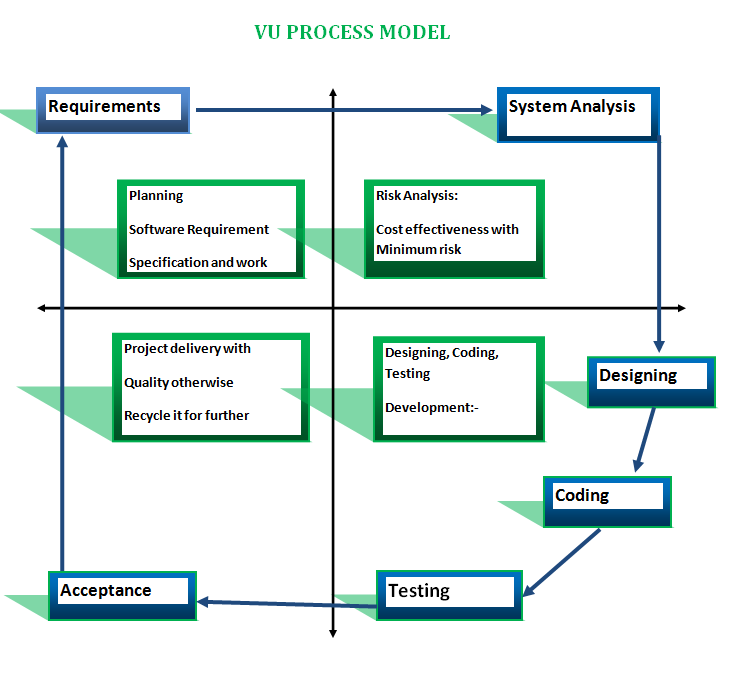 VU PROCESS MODEL
Requirements
System Analysis
Planning
Software Requirement
Specification and work
Risk Analysis:
Cost effectiveness with
Minimum risk
Project delivery with
Quality otherwise
Recycle it for further
Designing, Coding,
Testing
Development:-
Designing
Coding
Testing
Acceptance